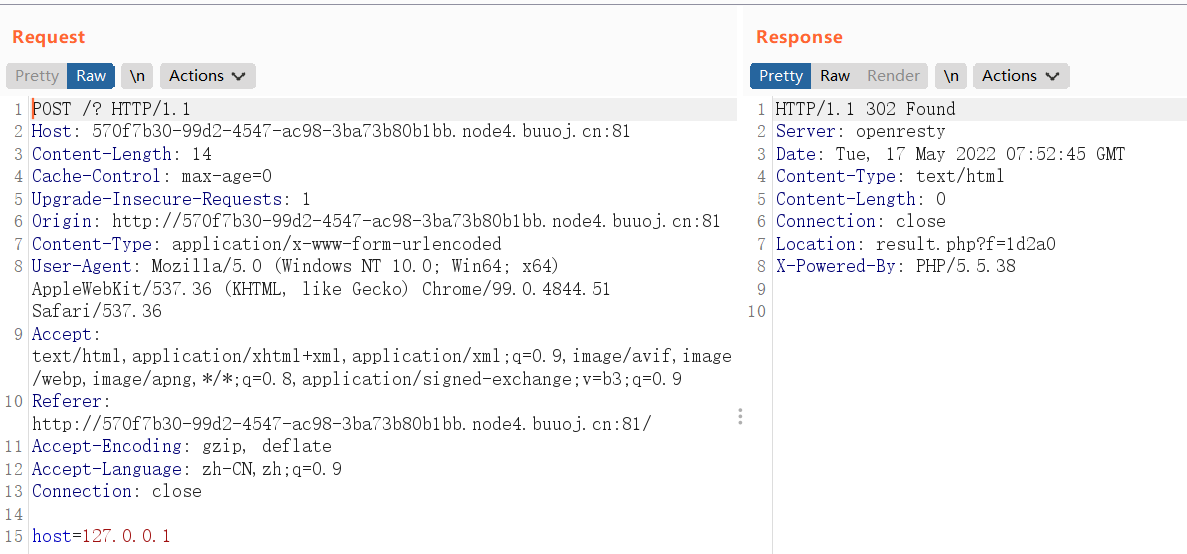 Request
Pretty Raw \n Actions
1 POST /? HTTP/1.1
2 Host: 570f7b30-99d2-4547-ac98-3ba73b80b1bb.node4.buuoj.cn:81
3 Content-Length: 14
4 Cache-Control: max-age=0
5 Upgrade-Insecure-Requests: 1
6 Origin: http://570f7b30-99d2-4547-ac98-3ba73b80b1bb.node4.buuoj.cn:81
7 Content-Type: application/x-www-form-urlencoded
8 User-Agent: Mozilla/5.0 (Windows NT 10.0; Win64; x64)
AppleWebKit/537.36 (KHTML, like Gecko) Chrome/99.0.4844.51
Safari/537.36
9 Accept:
text/html,application/xhtml+xml,application/xml;q=0.9,image/avif,image
/webp,image/apng,*/*;q=0.8,application/signed-exchange;v=b3;q=0.9
10 Referer:
http://570f7b30-99d2-4547-ac98-3ba73b80b1bb.node4.buuoj.cn:81/
11 Accept-Encoding: gzip, deflate
12 Accept-Language: zh-CN,zh;q=0.9
13 Connection: close
14
15 host=127.0.0.1
Response
Pretty Raw Render \n Actions
1 HTTP/1.1 302 Found
2 Server: openresty
3 Date: Tue, 17 May 2022 07:52:45 GMT
4 Content-Type: text/html
5 Content-Length: 0
6 Connection: close
7 Location: result.php?f=1d2a0
8 X-Powered-By: PHP/5.5.38
9
10